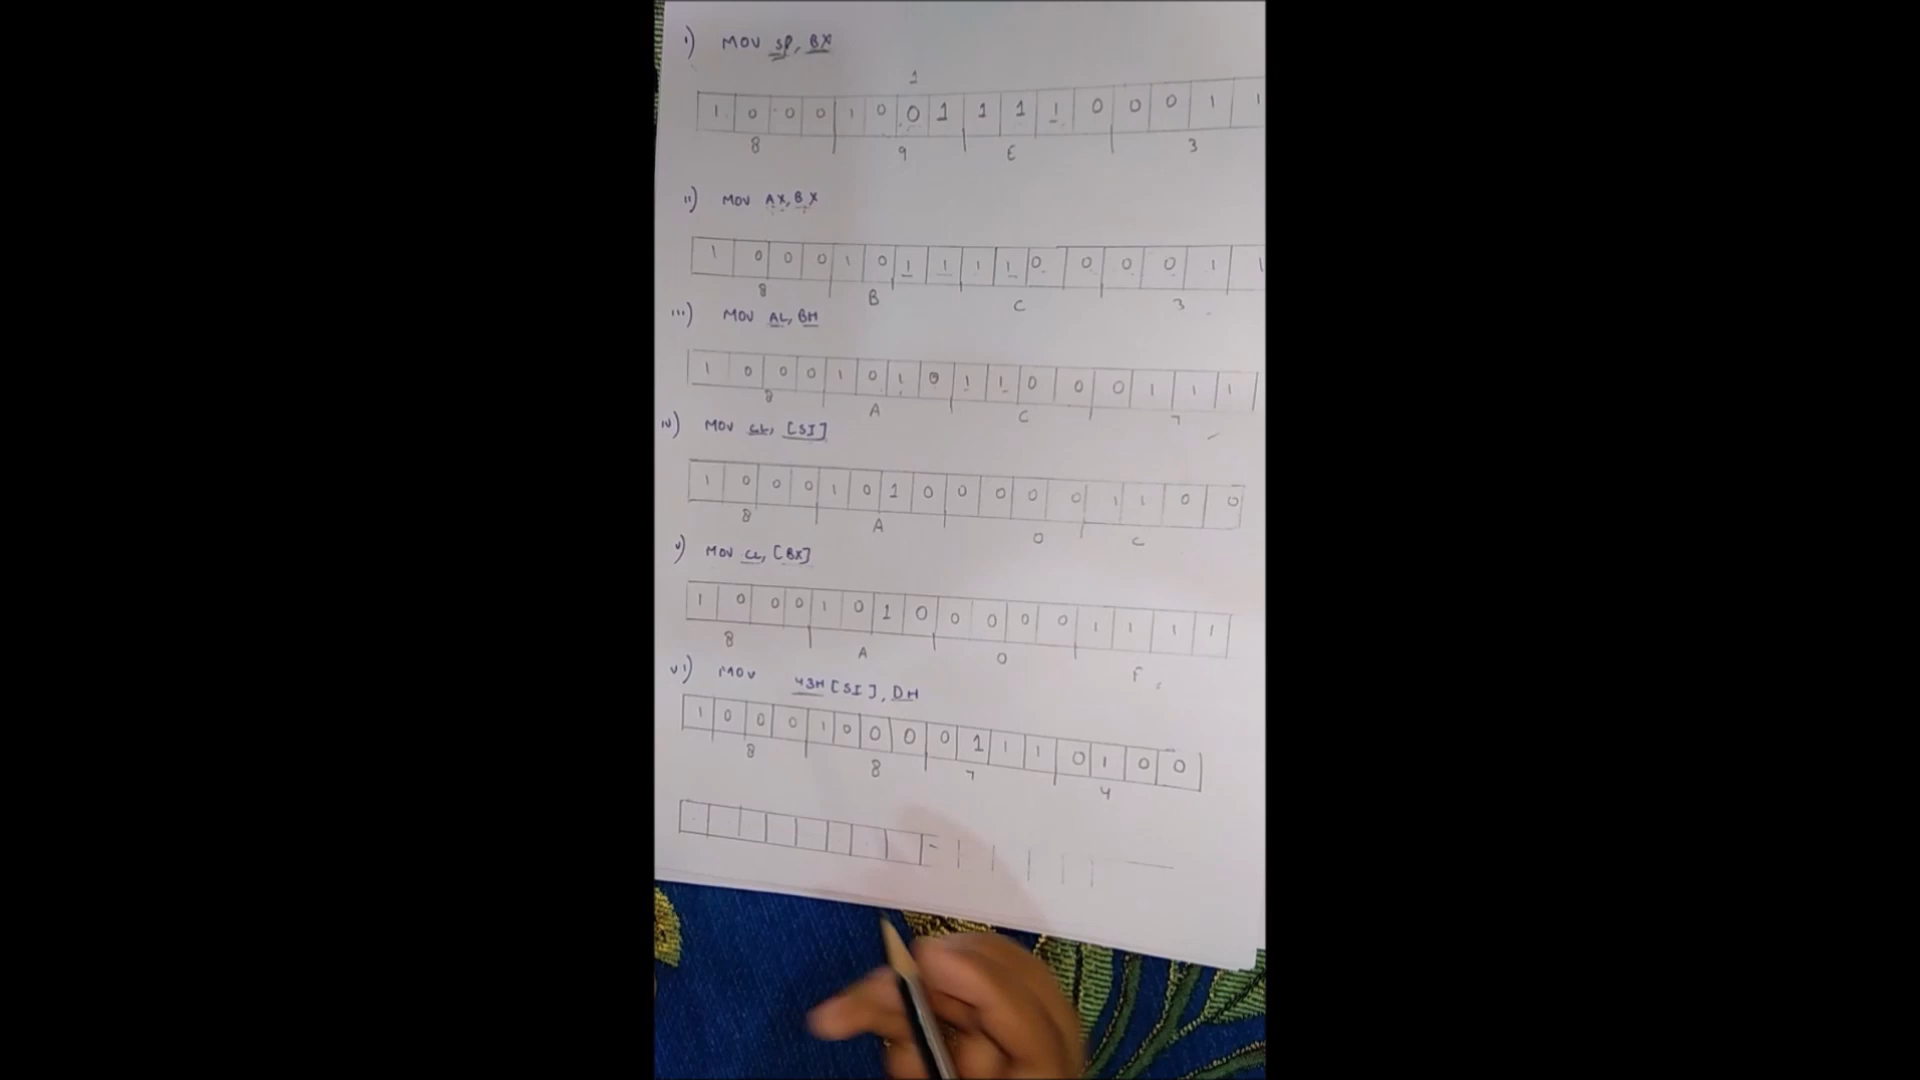 i) MOV SP, BX
1
1 0 0 0 1 0 0 1 1 1 1 0 0 0 1 1
8 9 E 3
ii) MOV AX, BX
1 0 0 0 1 0 1 1 1 1 0 0 0 0 1 1
8 B C 3
iii) MOV AL, BH
1 0 0 0 1 0 1 0 1 1 0 0 0 1 1 1
8 A C 7
iv) MOV [SI]
1 0 0 0 1 0 1 0 0 0 0 0 1 1 0 0
8 A 0 C
v) MOV CL, [BX]
1 0 0 0 1 0 1 0 0 0 0 0 1 1 1 1
8 A 0 F
vi) MOV 43H [SI], DH
1 0 0 0 1 0 0 0 0 1 1 1 0 1 0 0
8 8 7 4